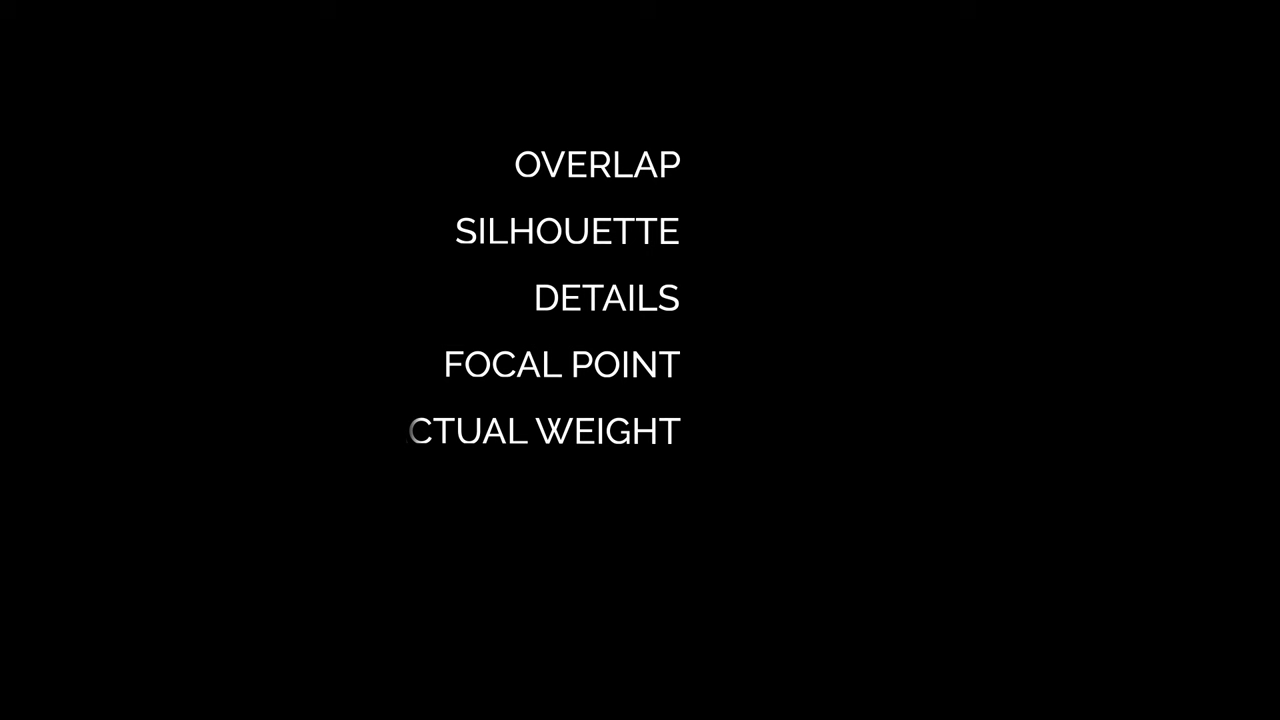 OVERLAP
SILHOUETTE
DETAILS
FOCAL POINT
CTUAL WEIGHT